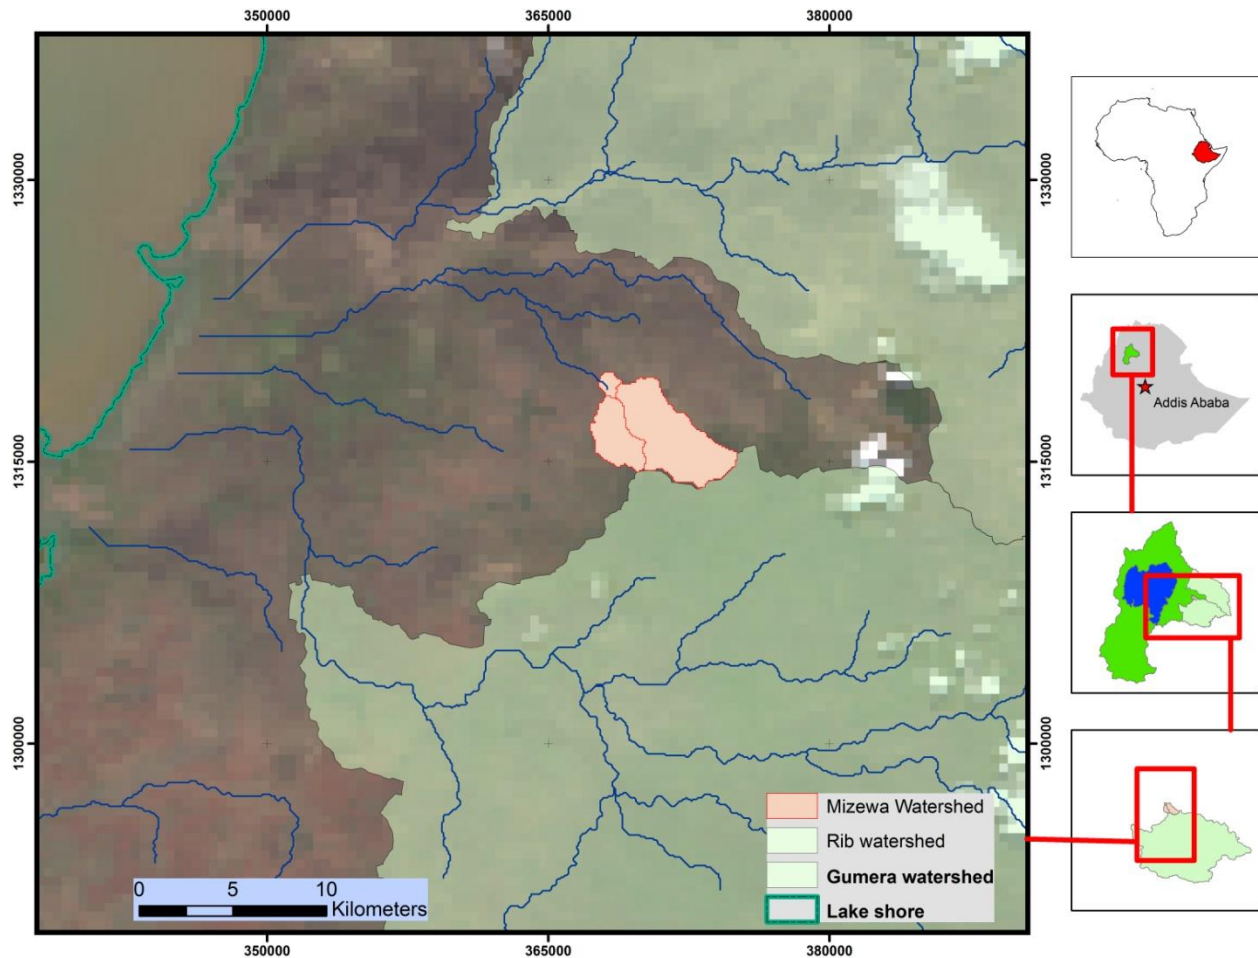 350000
365000
380000
1330000
1330000
1315000
1315000
1300000
1300000
Addis Ababa
Mizewa Watershed
Rib watershed
Gumera watershed
Lake shore
0 5 10
Kilometers
350000
365000
380000